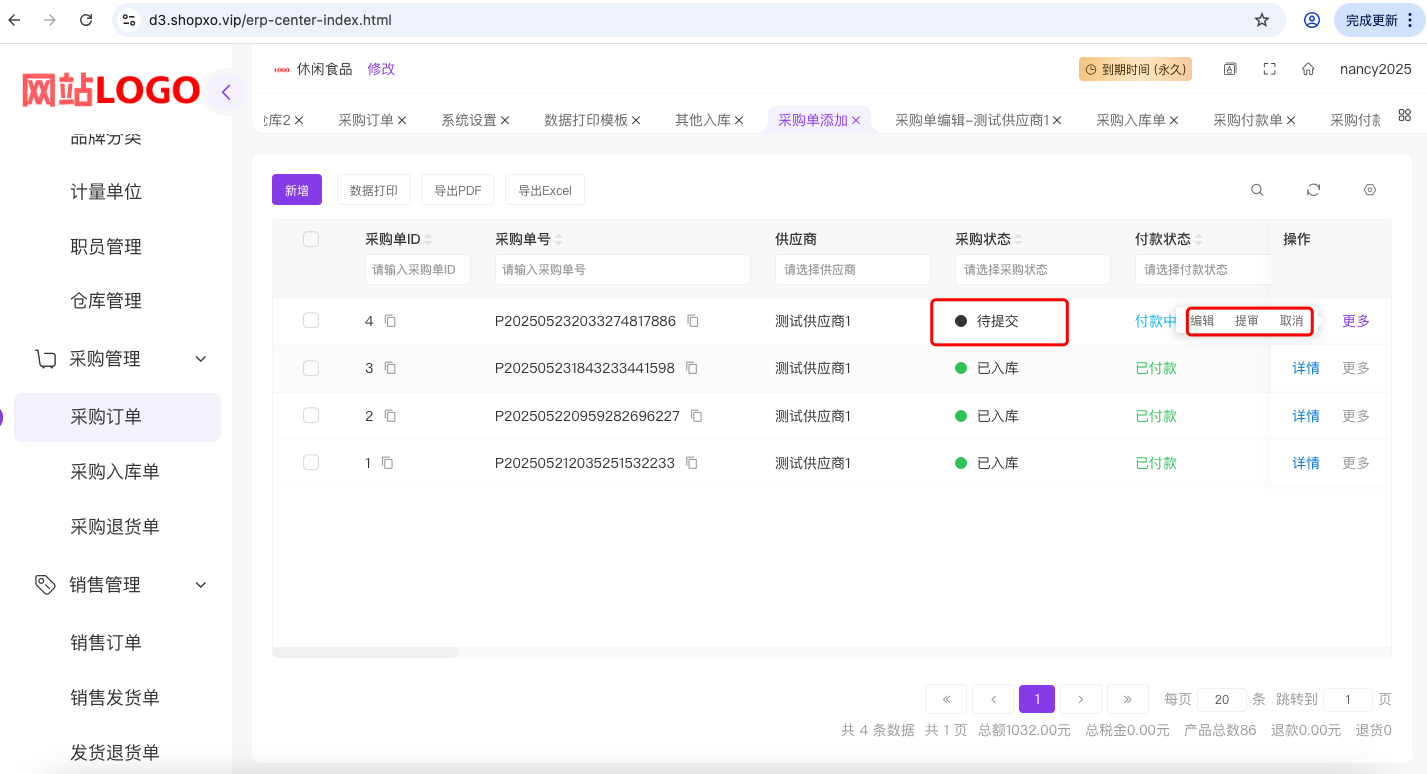 d3.shopxo.vip/erp-center-index.html
完成更新
网站LOGO
LOGO 休闲食品 修改
到期时间 (永久)
nancy2025
仓库2 采购订单 系统设置 数据打印模板 其他入库 采购单添加 采购单编辑-测试供应商1 采购入库单 采购付款单 采购付款
品牌分类
计量单位
职员管理
仓库管理
采购管理
采购订单
采购入库单
采购退货单
销售管理
销售订单
销售发货单
发货退货单
新增 数据打印 导出PDF 导出Excel
采购单ID 采购单号 供应商 采购状态 付款状态 操作
请输入采购单ID 请输入采购单号 请选择供应商 请选择采购状态 请选择付款状态
4 P202505232033274817886 测试供应商1 待提交 付款中 编辑 提审 取消 更多
3 P202505231843233441598 测试供应商1 已入库 已付款 详情 更多
2 P202505220959282696227 测试供应商1 已入库 已付款 详情 更多
1 P202505212035251532233 测试供应商1 已入库 已付款 详情 更多
« ‹ 1 › » 每页 20 条 跳转到 1 页
共 4 条数据 共 1 页 总额1032.00元 总税金0.00元 产品总数86 退款0.00元 退货0